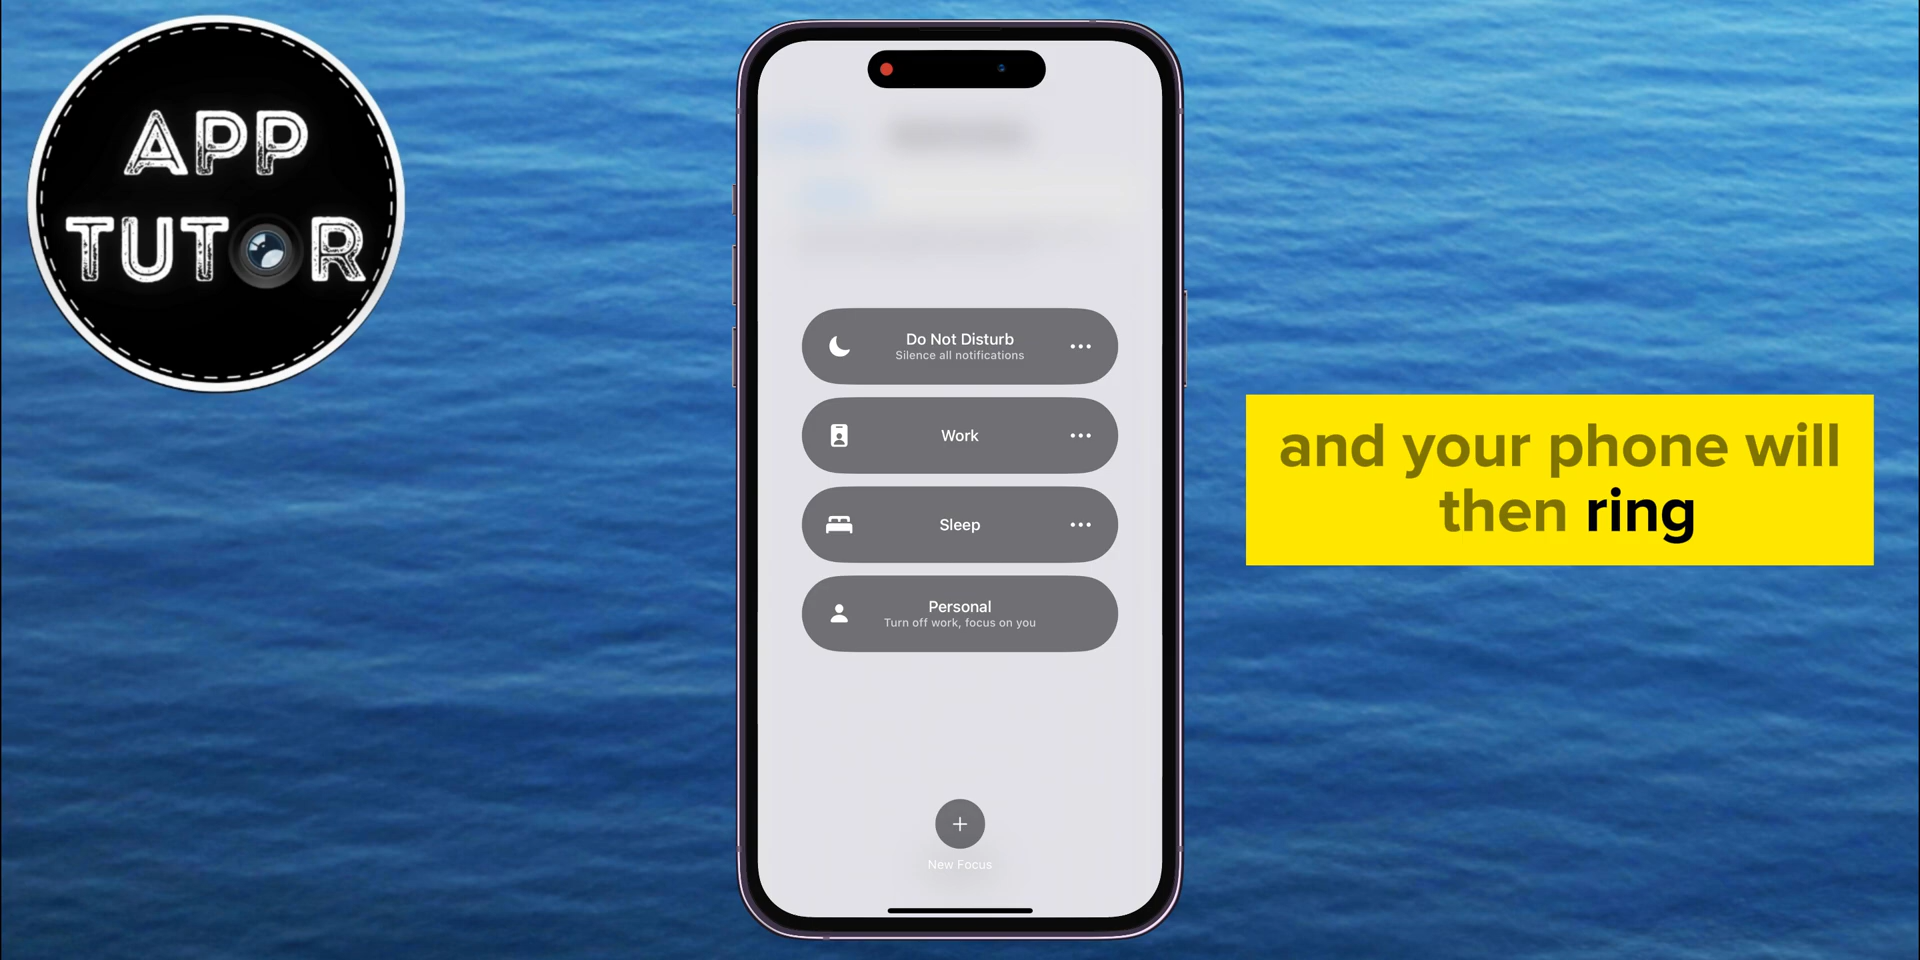 APP
TUTOR
Do Not Disturb
Silence all notifications
Work
Sleep
Personal
Turn off work, focus on you
New Focus
and your phone will
then ring